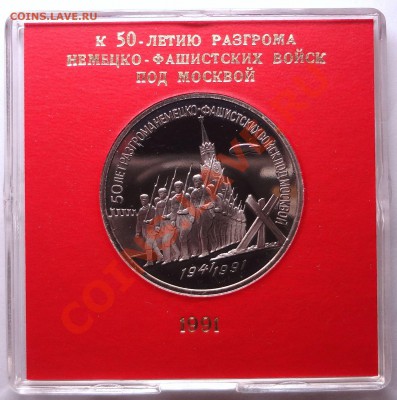 COINS.LAVE.RU
К 50-ЛЕТИЮ РАЗГРОМА
НЕМЕЦКО-ФАШИСТСКИХ ВОЙСК
ПОД МОСКВОЙ
50 ЛЕТ РАЗГРОМА НЕМЕЦКО-ФАШИСТСКИХ ВОЙСК ПОД МОСКВОЙ
1941/1991
1991